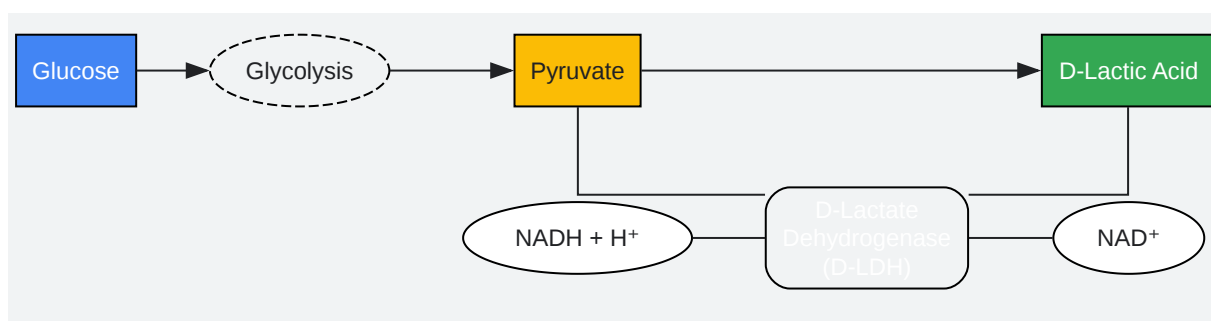 Glucose
Glycolysis
Pyruvate
D-Lactic Acid
NADH + H⁺
D-Lactate
Dehydrogenase
(D-LDH)
NAD⁺